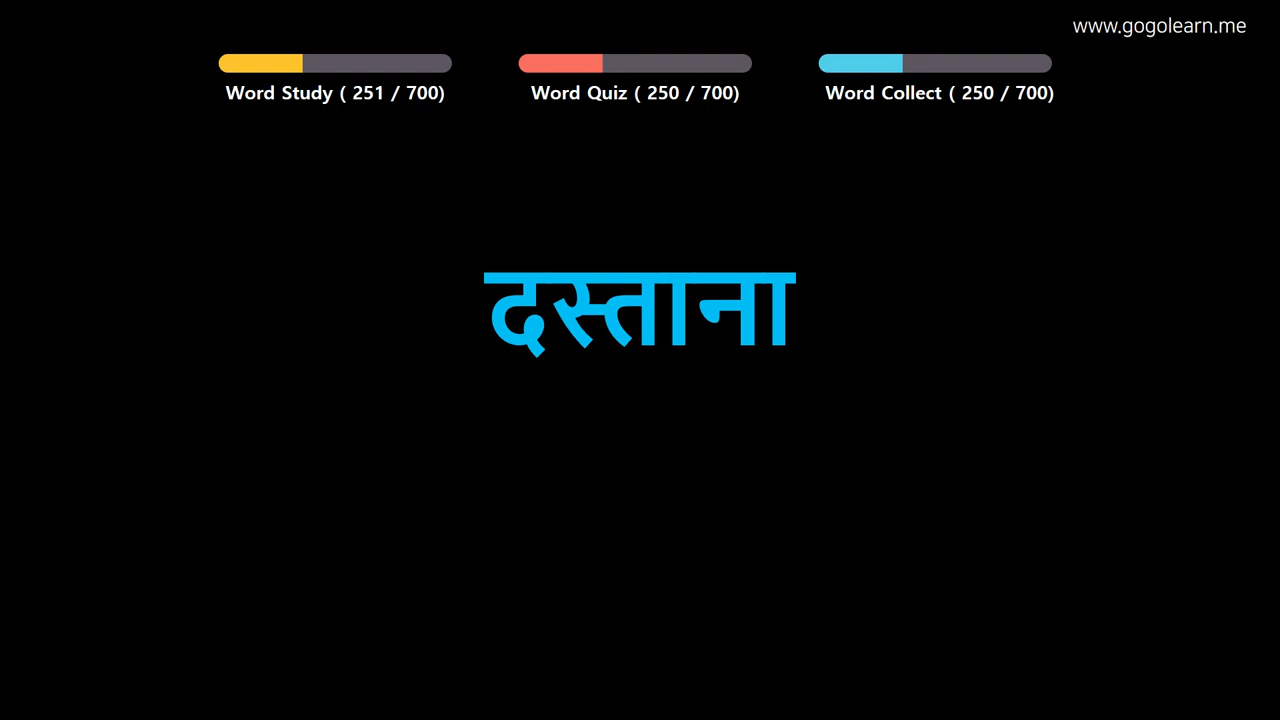 www.gogolearn.me
Word Study ( 251 / 700)
Word Quiz ( 250 / 700)
Word Collect ( 250 / 700)
दस्ताना